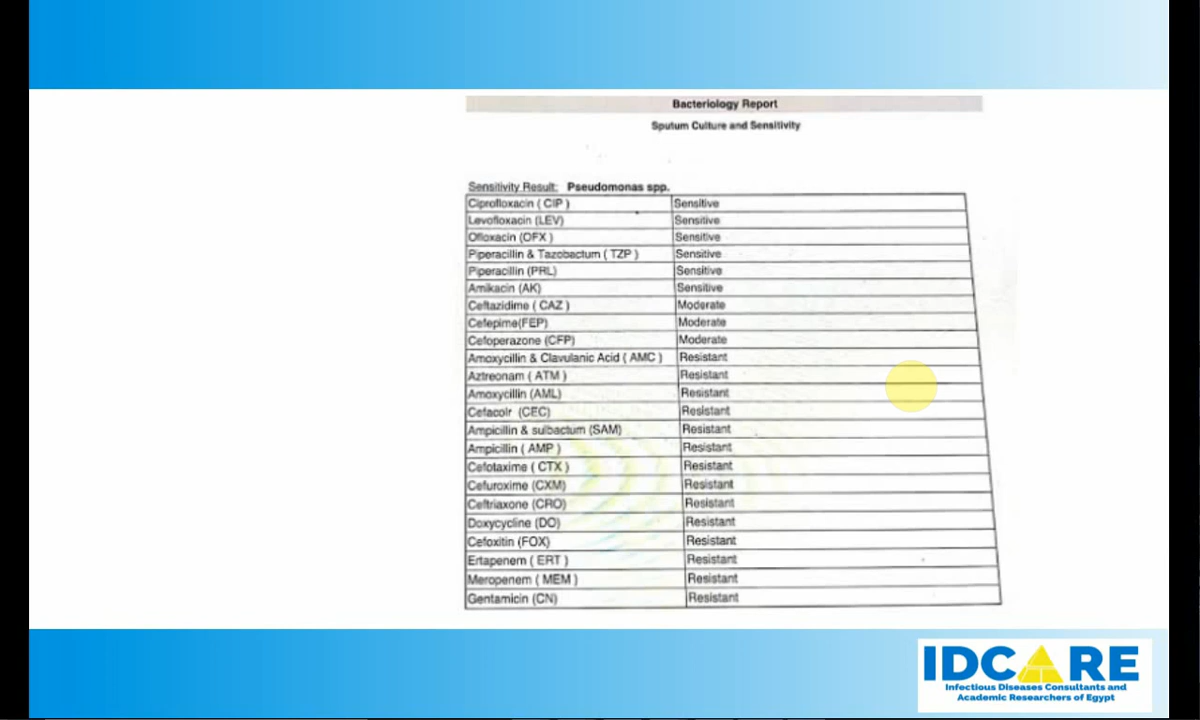 Bacteriology Report
Sputum Culture and Sensitivity
Sensitivity Result: Pseudomonas spp.
Ciprofloxacin ( CIP ) Sensitive
Levofloxacin (LEV) Sensitive
Ofloxacin (OFX ) Sensitive
Piperacillin & Tazobactum ( TZP ) Sensitive
Piperacillin (PRL) Sensitive
Amikacin (AK) Sensitive
Ceftazidime ( CAZ ) Moderate
Cefepime(FEP) Moderate
Cefoperazone (CFP) Moderate
Amoxycillin & Clavulanic Acid ( AMC ) Resistant
Aztreonam ( ATM ) Resistant
Amoxycillin (AML) Resistant
Cefacolr (CEC) Resistant
Ampicillin & sulbactum (SAM) Resistant
Ampicillin ( AMP ) Resistant
Cefotaxime ( CTX ) Resistant
Cefuroxime (CXM) Resistant
Ceftriaxone (CRO) Resistant
Doxycycline (DO) Resistant
Cefoxitin (FOX) Resistant
Ertapenem ( ERT ) Resistant
Meropenem ( MEM ) Resistant
Gentamicin (CN) Resistant
IDCARE
Infectious Diseases Consultants and
Academic Researchers of Egypt